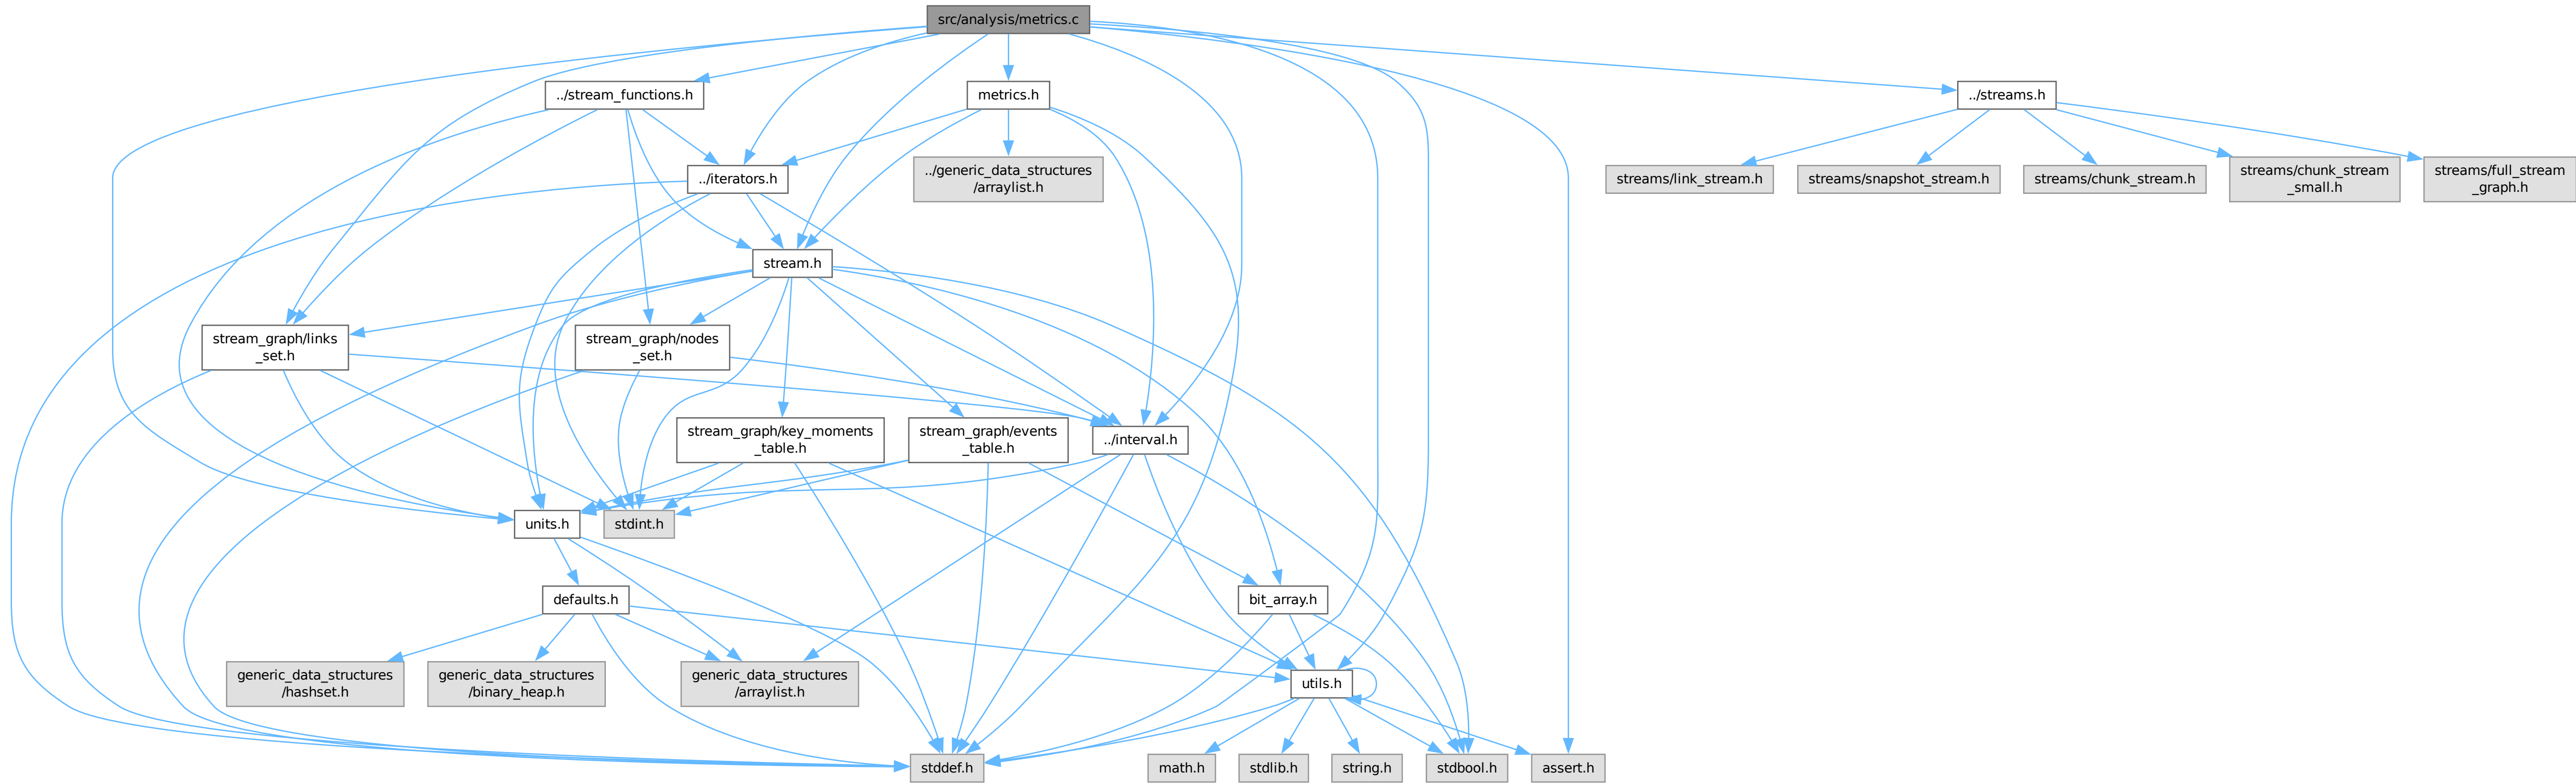 src/analysis/metrics.c
../stream_functions.h
metrics.h
../streams.h
../iterators.h
../generic_data_structures
/arraylist.h
streams/link_stream.h
streams/snapshot_stream.h
streams/chunk_stream.h
streams/chunk_stream
_small.h
streams/full_stream
_graph.h
stream.h
stream_graph/links
_set.h
stream_graph/nodes
_set.h
stream_graph/key_moments
_table.h
stream_graph/events
_table.h
../interval.h
units.h
stdint.h
defaults.h
bit_array.h
generic_data_structures
/hashset.h
generic_data_structures
/binary_heap.h
generic_data_structures
/arraylist.h
utils.h
stddef.h
math.h
stdlib.h
string.h
stdbool.h
assert.h